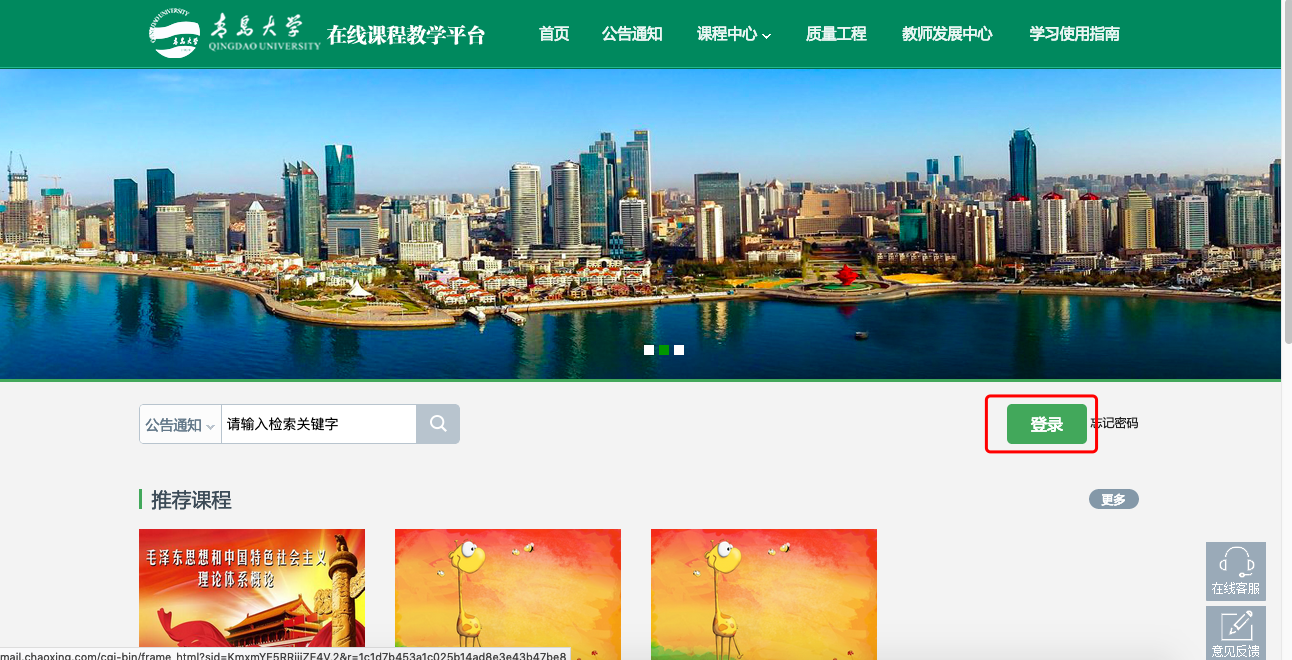 青岛大学
QINGDAO UNIVERSITY
在线课程教学平台
首页 公告通知 课程中心 质量工程 教师发展中心 学习使用指南
公告通知 请输入检索关键字
登录 忘记密码
推荐课程 更多
毛泽东思想和中国特色社会主义
理论体系概论
在线客服
意见反馈